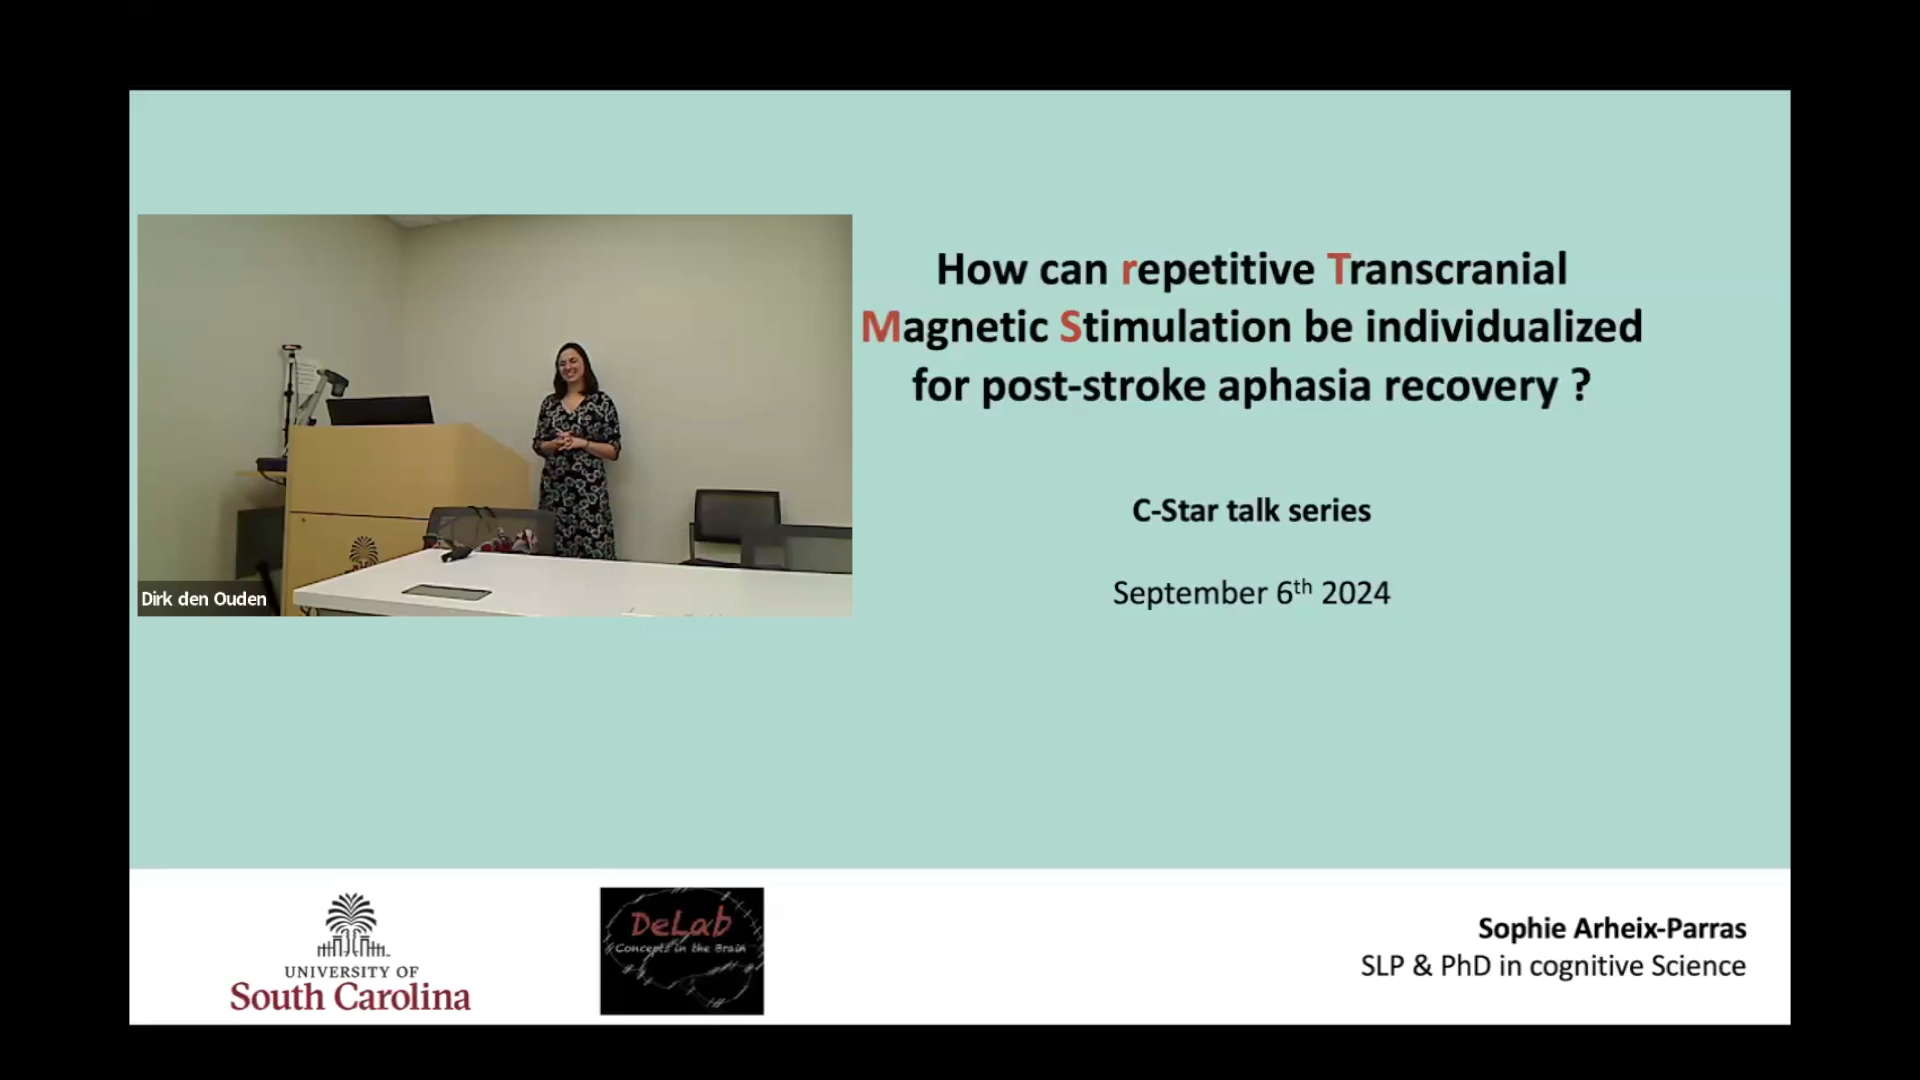 How can repetitive Transcranial
Magnetic Stimulation be individualized
for post-stroke aphasia recovery ?
C-Star talk series
September 6th 2024
Dirk den Ouden
UNIVERSITY OF
South Carolina
DeLab
Concepts in the Brain
Sophie Arheix-Parras
SLP & PhD in cognitive Science